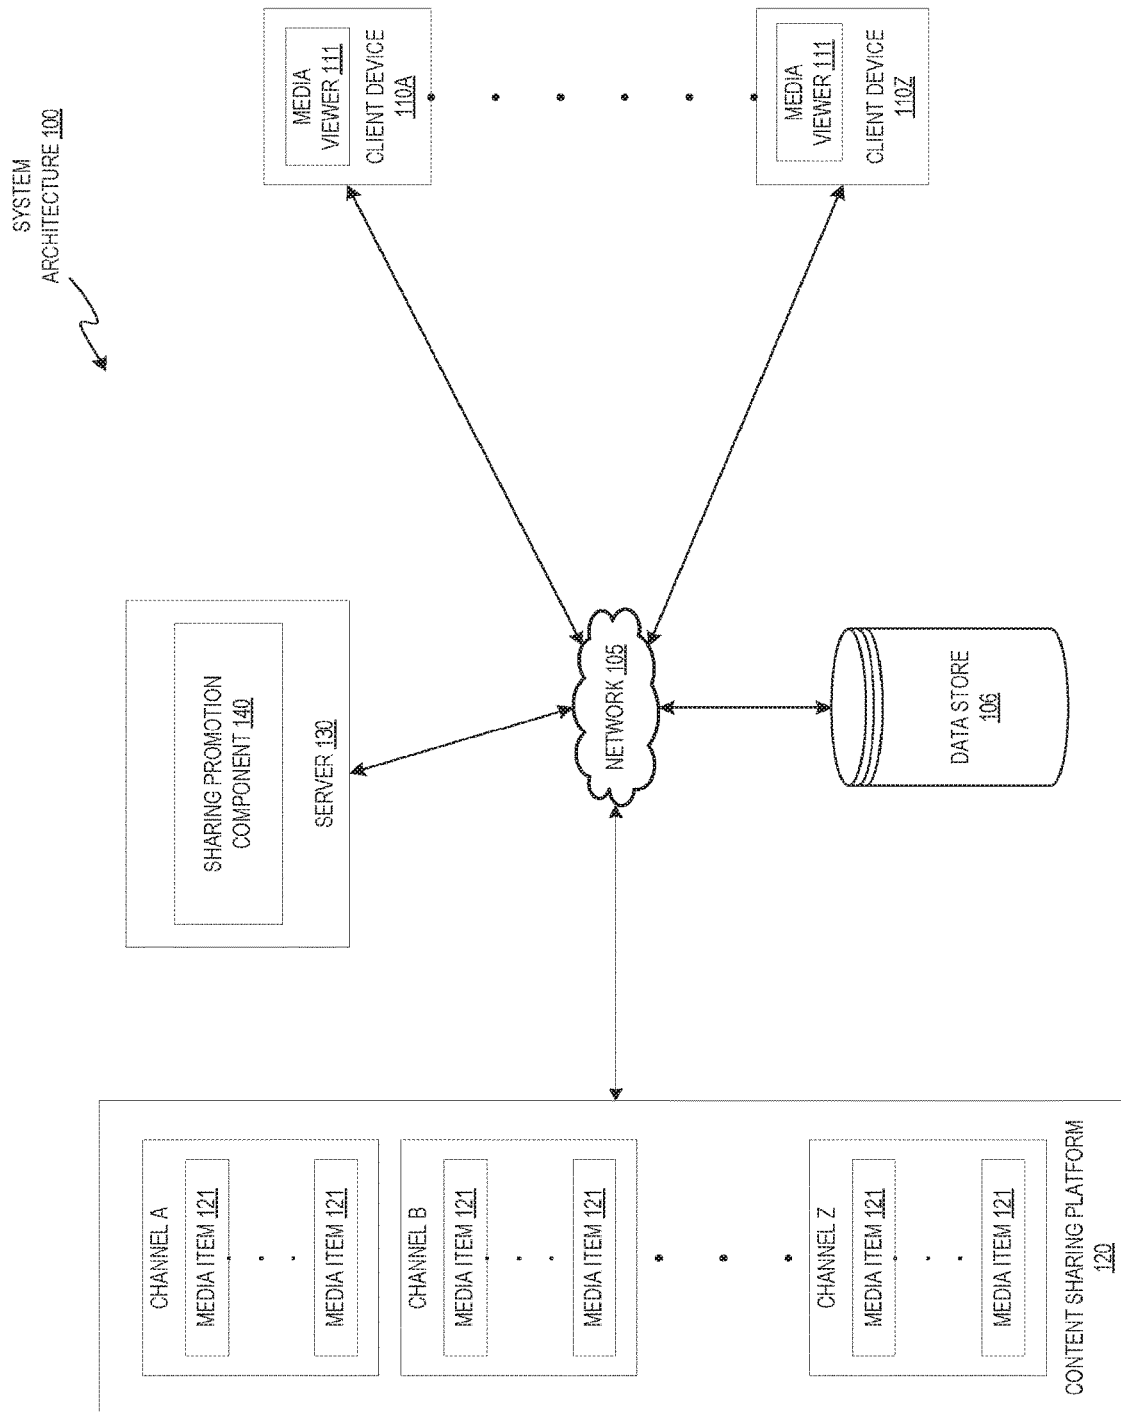 SYSTEM
ARCHITECTURE 100
CHANNEL A
MEDIA ITEM 121
MEDIA ITEM 121
CHANNEL B
MEDIA ITEM 121
MEDIA ITEM 121
CHANNEL Z
MEDIA ITEM 121
MEDIA ITEM 121
CONTENT SHARING PLATFORM
120
SHARING PROMOTION
COMPONENT 140
SERVER 130
NETWORK 105
DATA STORE
106
MEDIA
VIEWER 111
CLIENT DEVICE
110A
MEDIA
VIEWER 111
CLIENT DEVICE
110Z